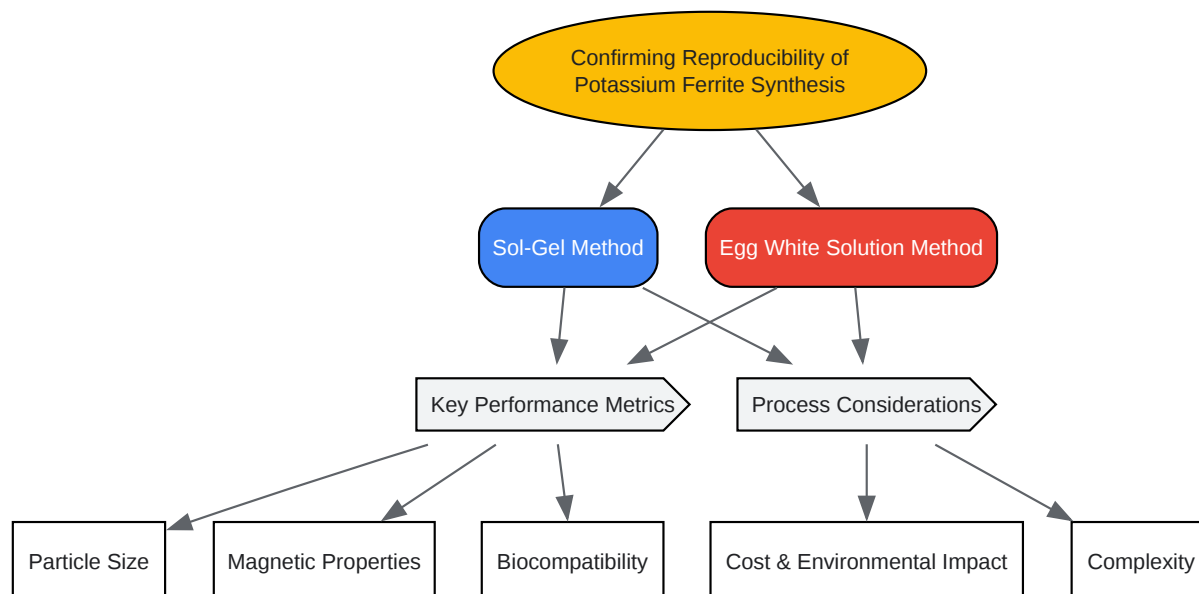 Confirming Reproducibility of
Potassium Ferrite Synthesis
Sol-Gel Method
Egg White Solution Method
Key Performance Metrics
Process Considerations
Particle Size
Magnetic Properties
Biocompatibility
Cost & Environmental Impact
Complexity